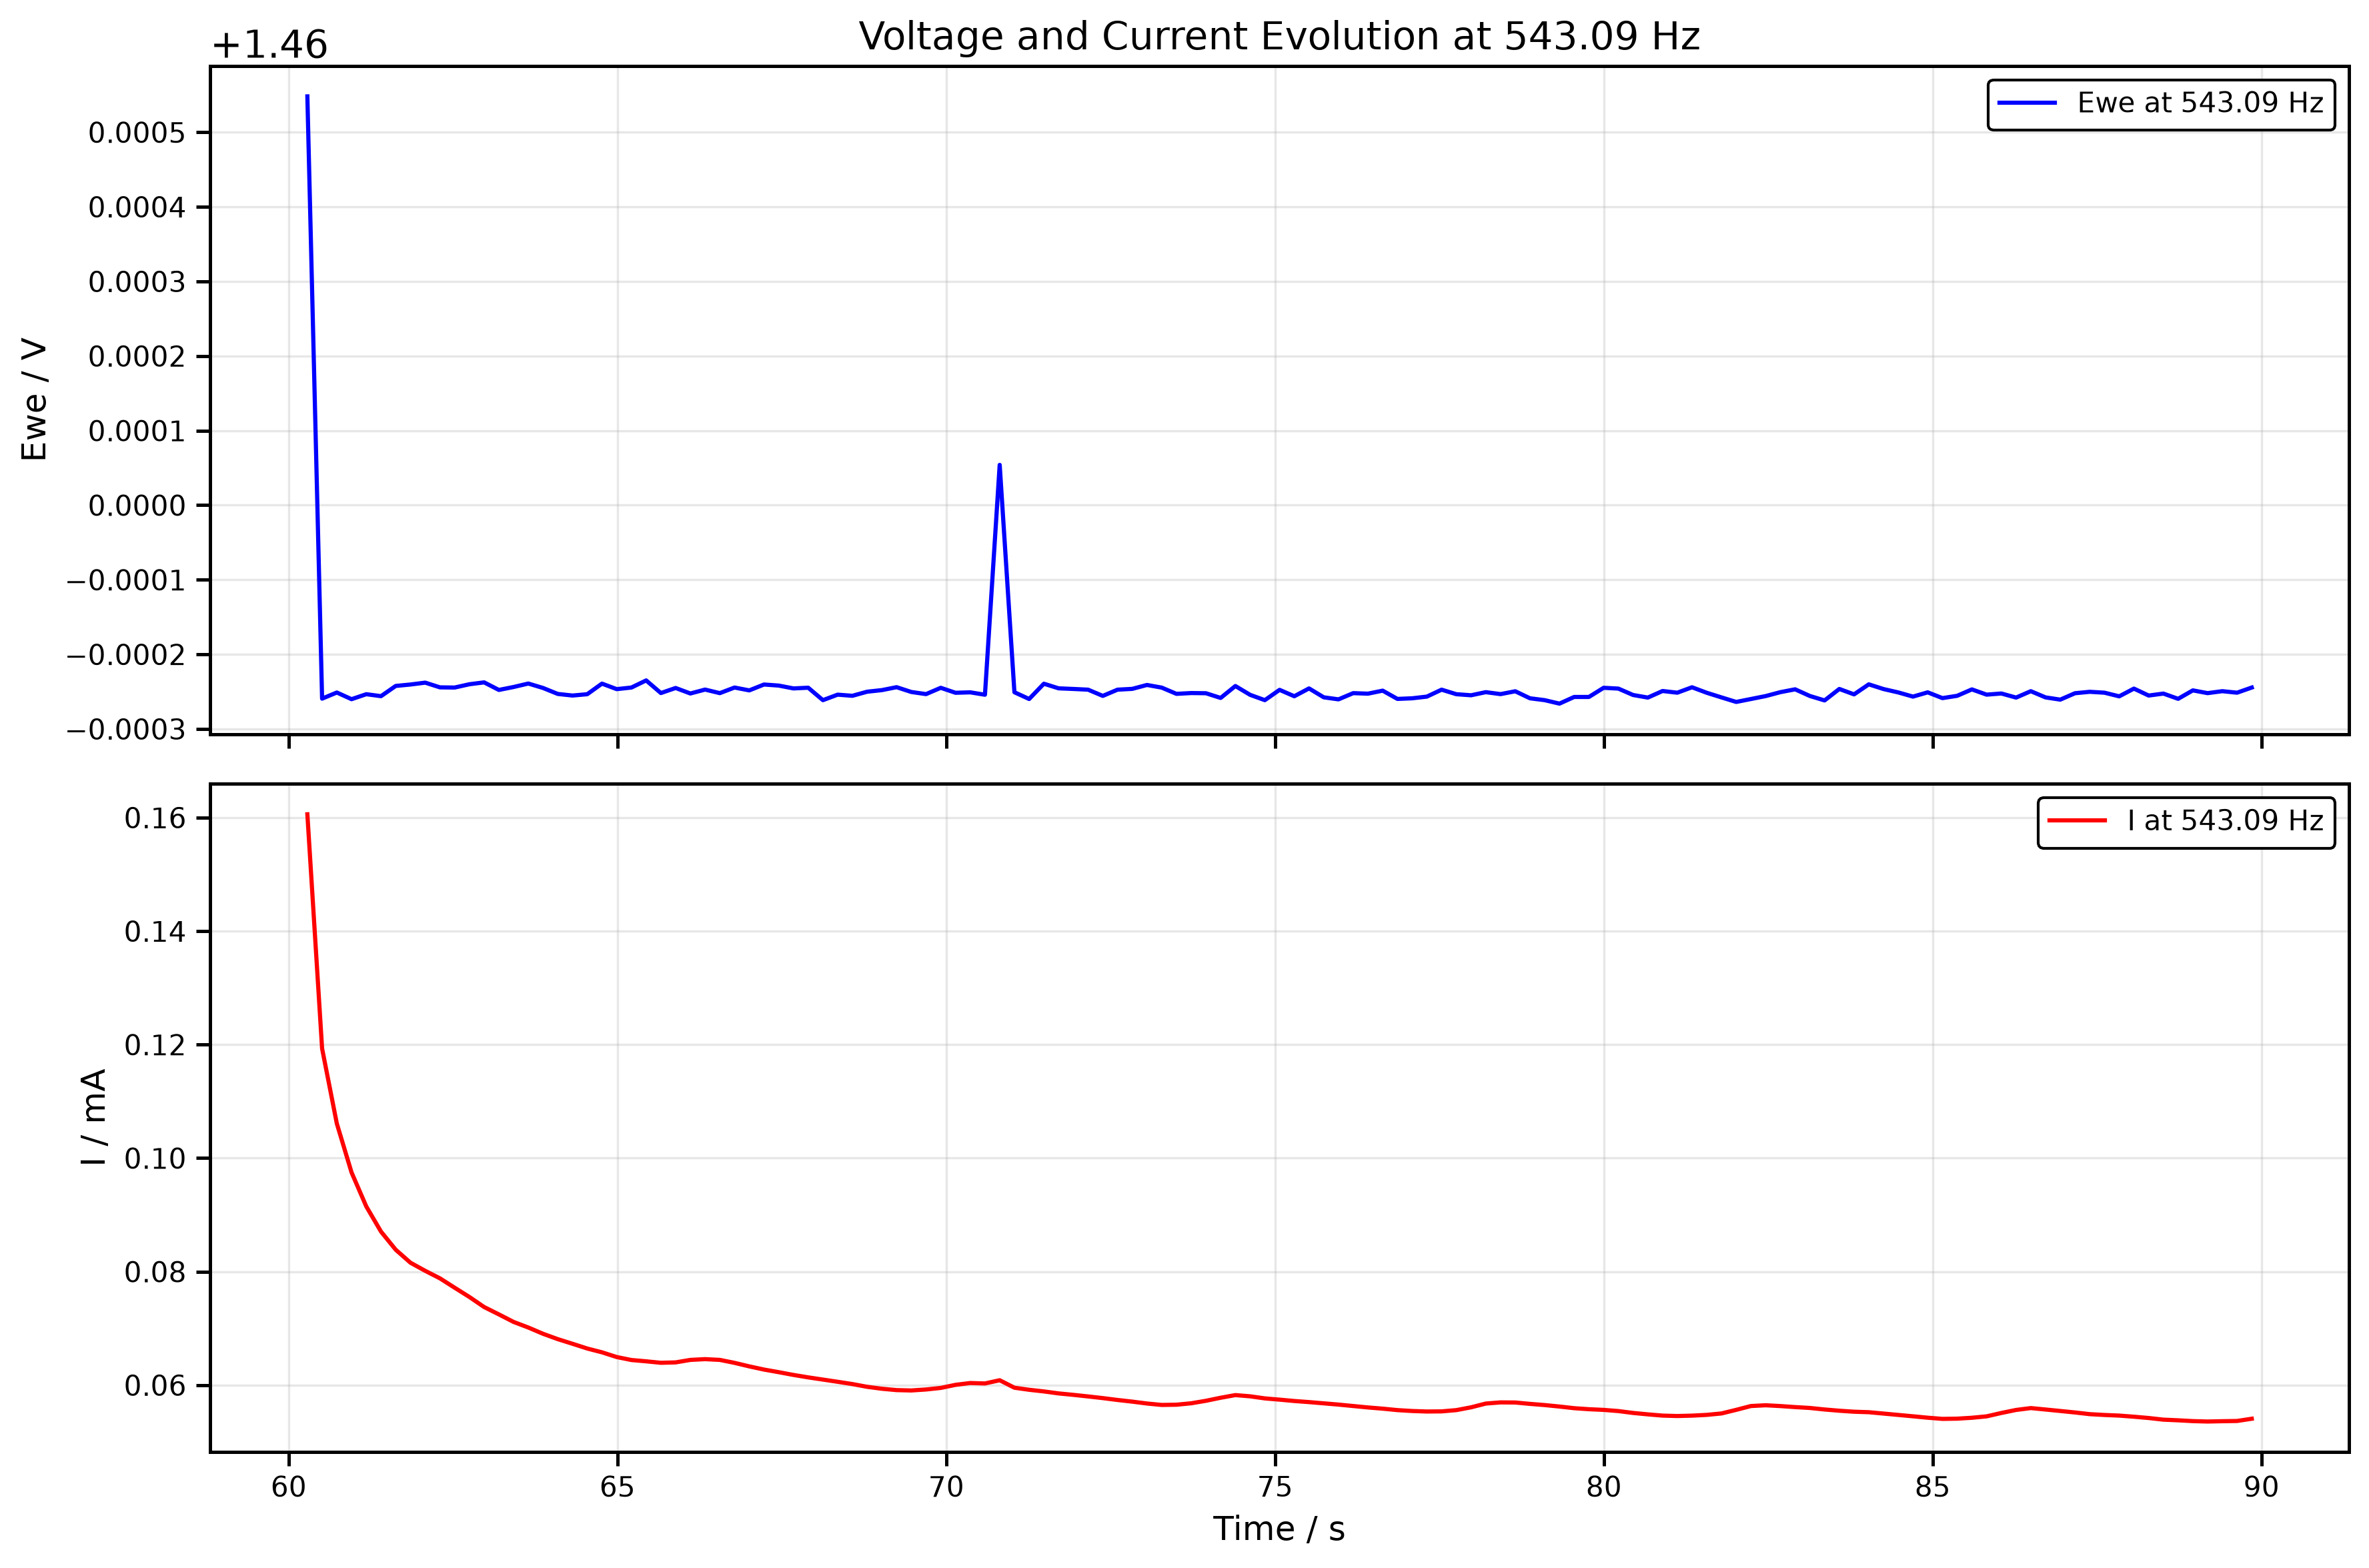 Voltage and Current Evolution at 543.09 Hz
+1.46
Ewe at 543.09 Hz
0.0005
0.0004
0.0003
0.0002
0.0001
0.0000
−0.0001
−0.0002
−0.0003
Ewe / V
I at 543.09 Hz
0.16
0.14
0.12
0.10
0.08
0.06
I / mA
60 65 70 75 80 85 90
Time / s